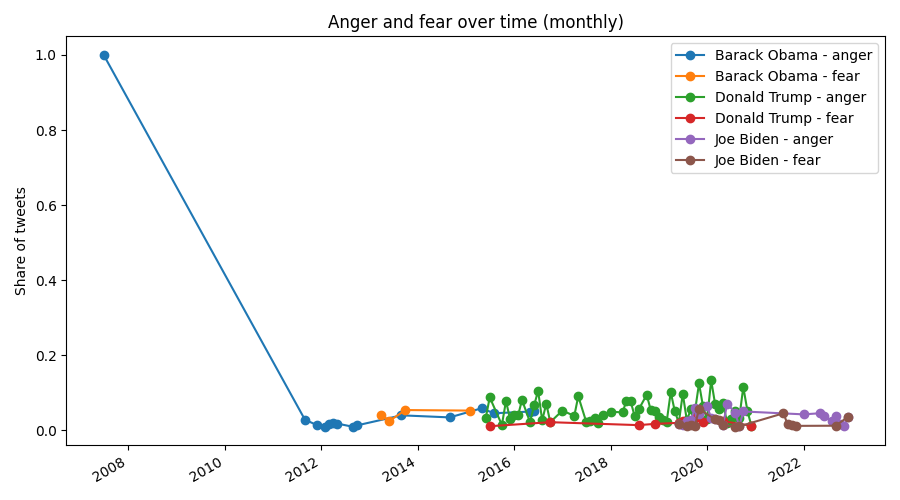 Anger and fear over time (monthly)
Share of tweets
1.0
0.8
0.6
0.4
0.2
0.0
2008
2010
2012
2014
2016
2018
2020
2022
Barack Obama - anger
Barack Obama - fear
Donald Trump - anger
Donald Trump - fear
Joe Biden - anger
Joe Biden - fear